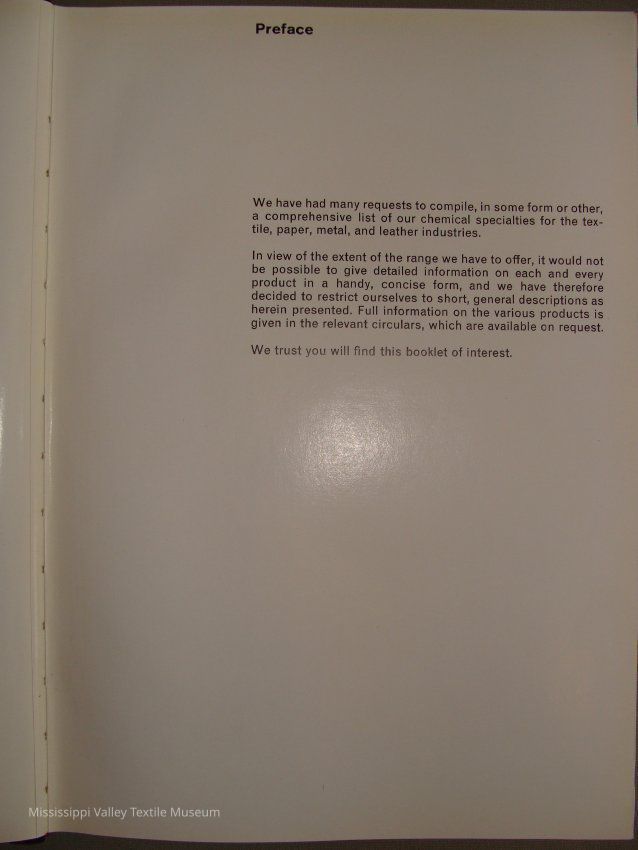 Preface
We have had many requests to compile, in some form or other,
a comprehensive list of our chemical specialties for the tex-
tile, paper, metal, and leather industries.
In view of the extent of the range we have to offer, it would not
be possible to give detailed information on each and every
product in a handy, concise form, and we have therefore
decided to restrict ourselves to short, general descriptions as
herein presented. Full information on the various products is
given in the relevant circulars, which are available on request.
We trust you will find this booklet of interest.
Mississippi Valley Textile Museum